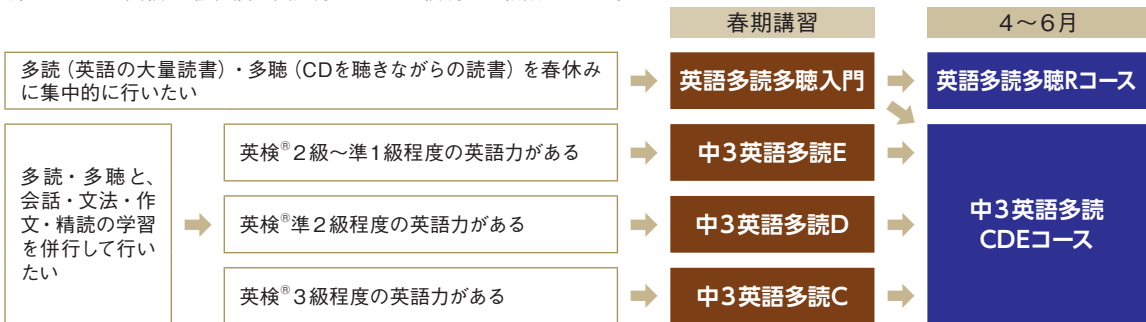 春期講習
4～6月
多読（英語の大量読書）・多聴（CDを聴きながらの読書）を春休み
に集中的に行いたい
英語多読多聴入門
英語多読多聴Rコース
多読・多聴と、
会話・文法・作
文・精読の学習
を併行して行い
たい
英検®2級～準1級程度の英語力がある
中3英語多読E
英検®準2級程度の英語力がある
中3英語多読D
英検®3級程度の英語力がある
中3英語多読C
中3英語多読
CDEコース